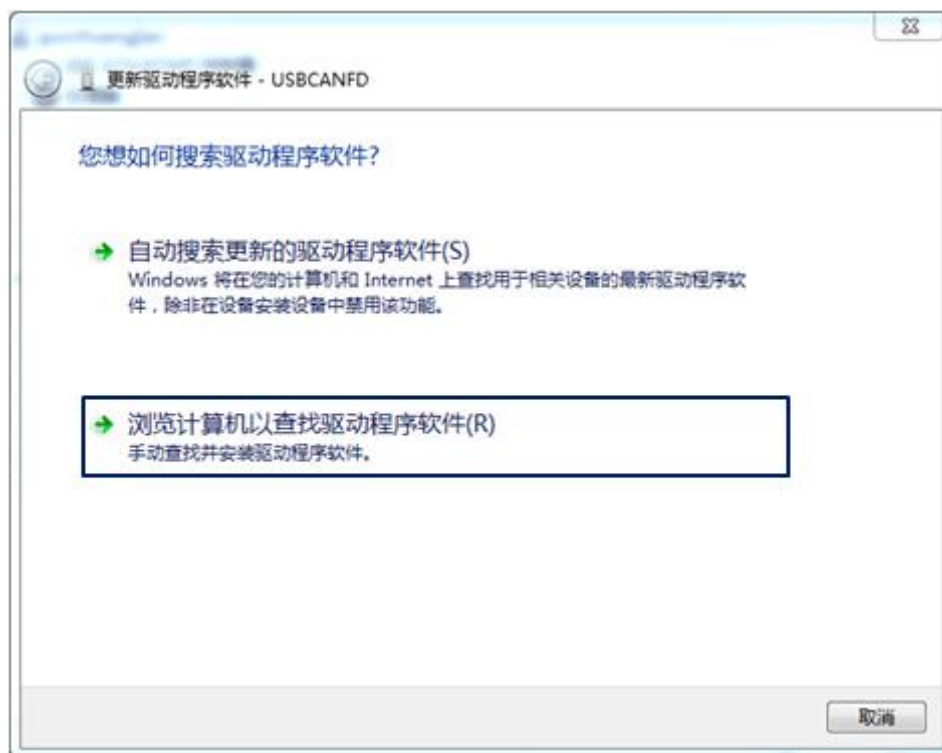 更新驱动程序软件 - USBCANFD
您想如何搜索驱动程序软件?
自动搜索更新的驱动程序软件(S)
Windows 将在您的计算机和 Internet 上查找用于相关设备的最新驱动程序软
件，除非在设备安装设备中禁用该功能。
浏览计算机以查找驱动程序软件(R)
手动查找并安装驱动程序软件。
取消